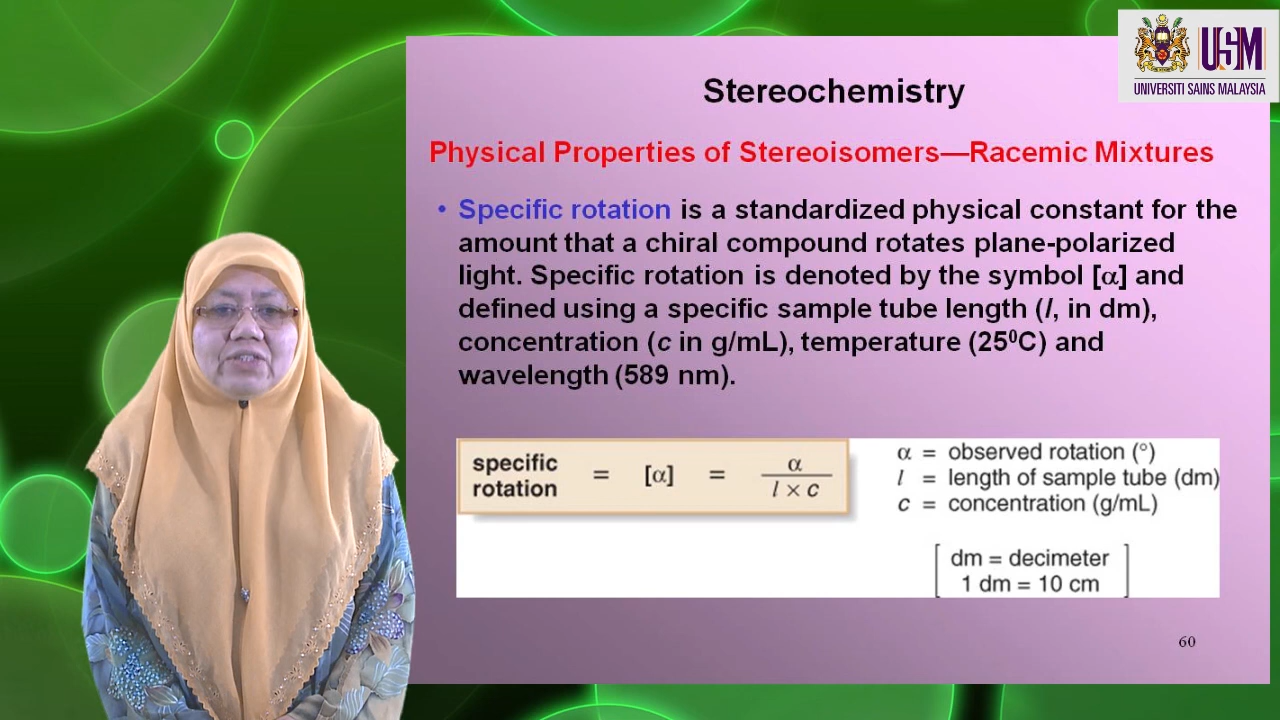 USM
UNIVERSITI SAINS MALAYSIA
Stereochemistry
Physical Properties of Stereoisomers—Racemic Mixtures
• Specific rotation is a standardized physical constant for the
amount that a chiral compound rotates plane-polarized
light. Specific rotation is denoted by the symbol [α] and
defined using a specific sample tube length (l, in dm),
concentration (c in g/mL), temperature (25⁰C) and
wavelength (589 nm).
specific
rotation = [α] = α / l × c
α = observed rotation (°)
l = length of sample tube (dm)
c = concentration (g/mL)
dm = decimeter
1 dm = 10 cm
60